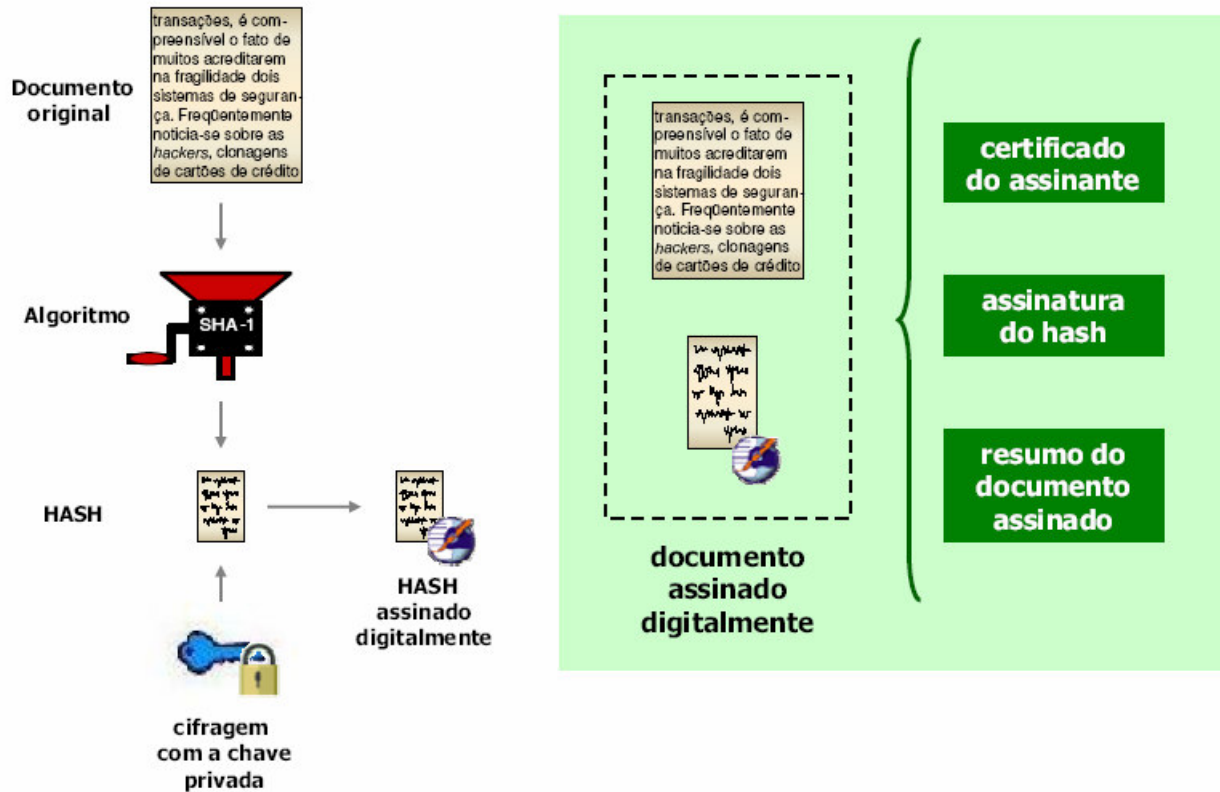 transações, é com-
preensível o fato de
muitos acreditarem
na fragilidade dois
sistemas de seguran-
ça. Freqüentemente
noticia-se sobre as
hackers, clonagens
de cartões de crédito
Documento
original
Algoritmo
SHA-1
HASH
HASH
assinado
digitalmente
cifragem
com a chave
privada
transações, é com-
preensível o fato de
muitos acreditarem
na fragilidade dois
sistemas de seguran-
ça. Freqüentemente
noticia-se sobre as
hackers, clonagens
de cartões de crédito
documento
assinado
digitalmente
certificado
do assinante
assinatura
do hash
resumo do
documento
assinado